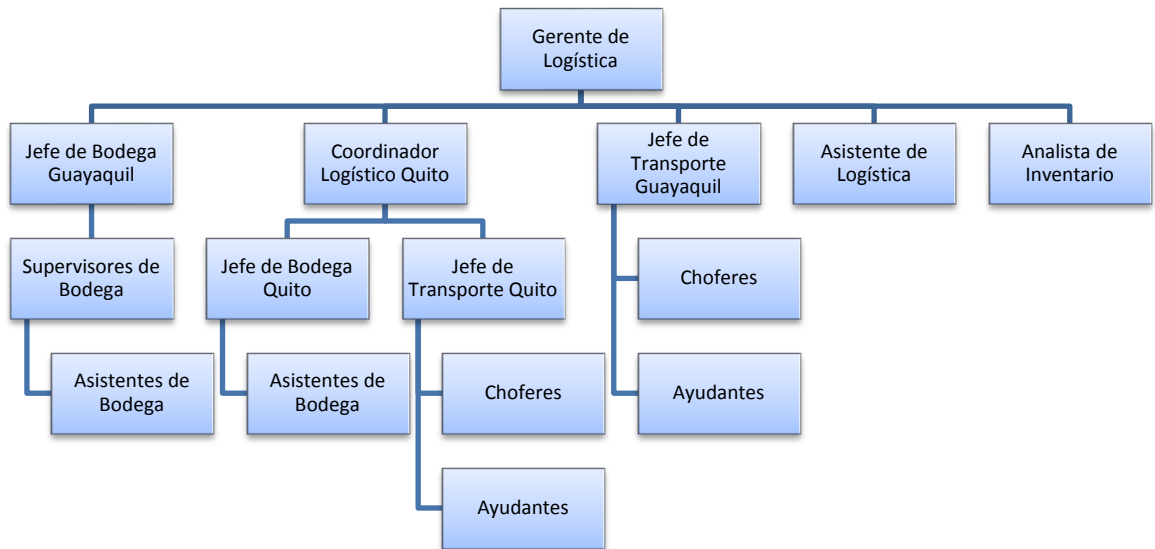 Gerente de
Logística
Jefe de Bodega
Guayaquil
Coordinador
Logístico Quito
Jefe de
Transporte
Guayaquil
Asistente de
Logística
Analista de
Inventario
Supervisores de
Bodega
Jefe de Bodega
Quito
Jefe de
Transporte Quito
Choferes
Asistentes de
Bodega
Asistentes de
Bodega
Choferes
Ayudantes
Ayudantes